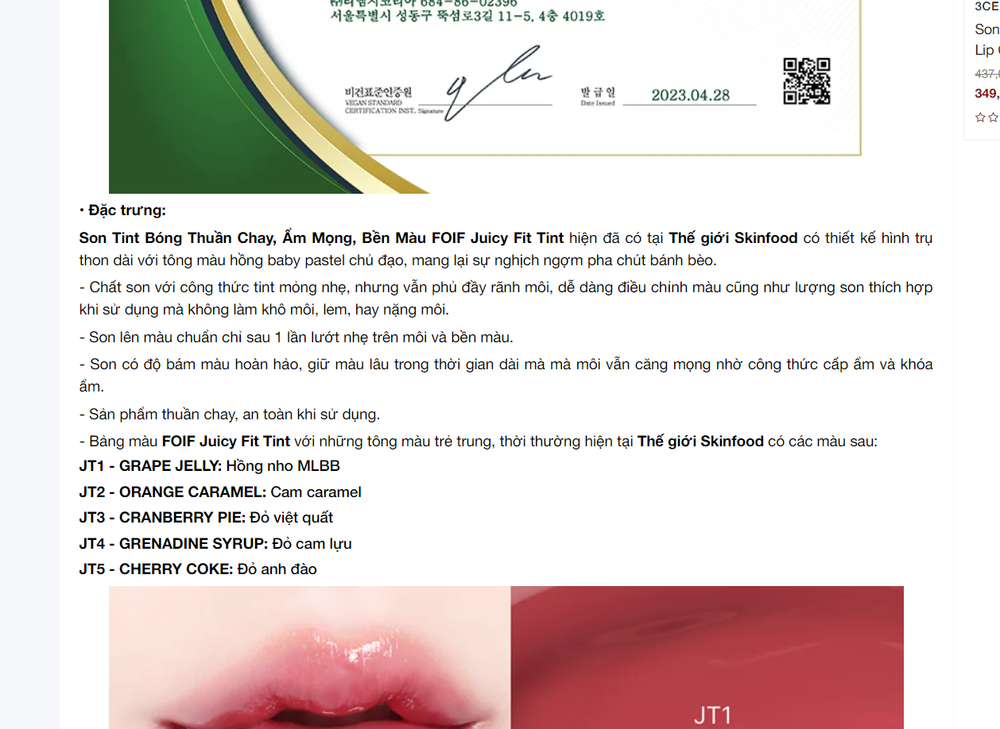 684-86-02396
서울특별시 성동구 뚝섬로3길 11-5, 4층 4019호
비건표준인증원
VEGAN STANDARD
CERTIFICATION INST. Signature
발 급 일
Date Issued
2023.04.28
3CE
Son
Lip
437,
349,
• Đặc trưng:
Son Tint Bóng Thuần Chay, Ẩm Mọng, Bền Màu FOIF Juicy Fit Tint hiện đã có tại Thế giới Skinfood có thiết kế hình trụ
thon dài với tông màu hồng baby pastel chủ đạo, mang lại sự nghịch ngợm pha chút bánh bèo.
- Chất son với công thức tint mỏng nhẹ, nhưng vẫn phủ đầy rãnh môi, dễ dàng điều chỉnh màu cũng như lượng son thích hợp
khi sử dụng mà không làm khô môi, lem, hay nặng môi.
- Son lên màu chuẩn chỉ sau 1 lần lướt nhẹ trên môi và bền màu.
- Son có độ bám màu hoàn hảo, giữ màu lâu trong thời gian dài mà mà môi vẫn căng mọng nhờ công thức cấp ẩm và khóa
ẩm.
- Sản phẩm thuần chay, an toàn khi sử dụng.
- Bảng màu FOIF Juicy Fit Tint với những tông màu trẻ trung, thời thường hiện tại Thế giới Skinfood có các màu sau:
JT1 - GRAPE JELLY: Hồng nho MLBB
JT2 - ORANGE CARAMEL: Cam caramel
JT3 - CRANBERRY PIE: Đỏ việt quất
JT4 - GRENADINE SYRUP: Đỏ cam lựu
JT5 - CHERRY COKE: Đỏ anh đào
JT1